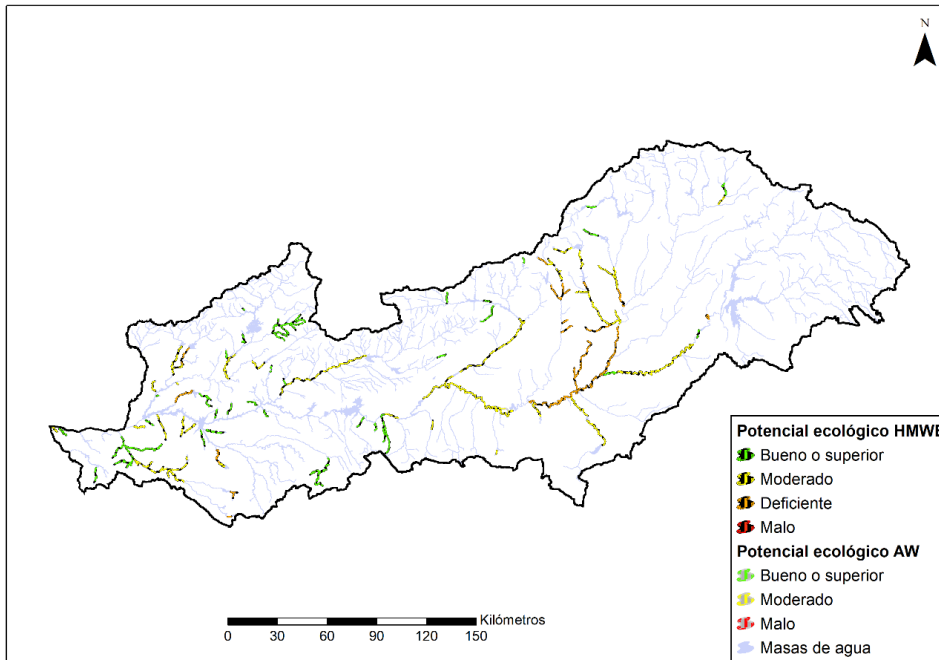 N
Potencial ecológico HMWB
Bueno o superior
Moderado
Deficiente
Malo
Potencial ecológico AW
Bueno o superior
Moderado
Malo
Masas de agua
Kilómetros
0 30 60 90 120 150